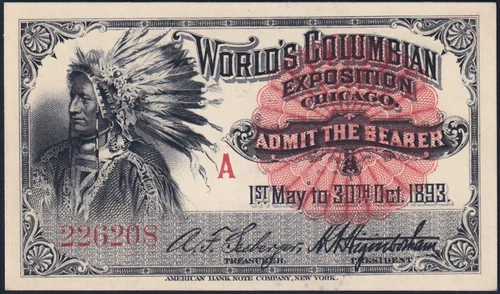 WORLD'S COLUMBIAN
EXPOSITION
CHICAGO.
ADMIT THE BEARER
A
A
1ST MAY TO 30TH OCT. 1893.
226208
TREASURER. PRESIDENT
AMERICAN BANK NOTE COMPANY, NEW YORK.